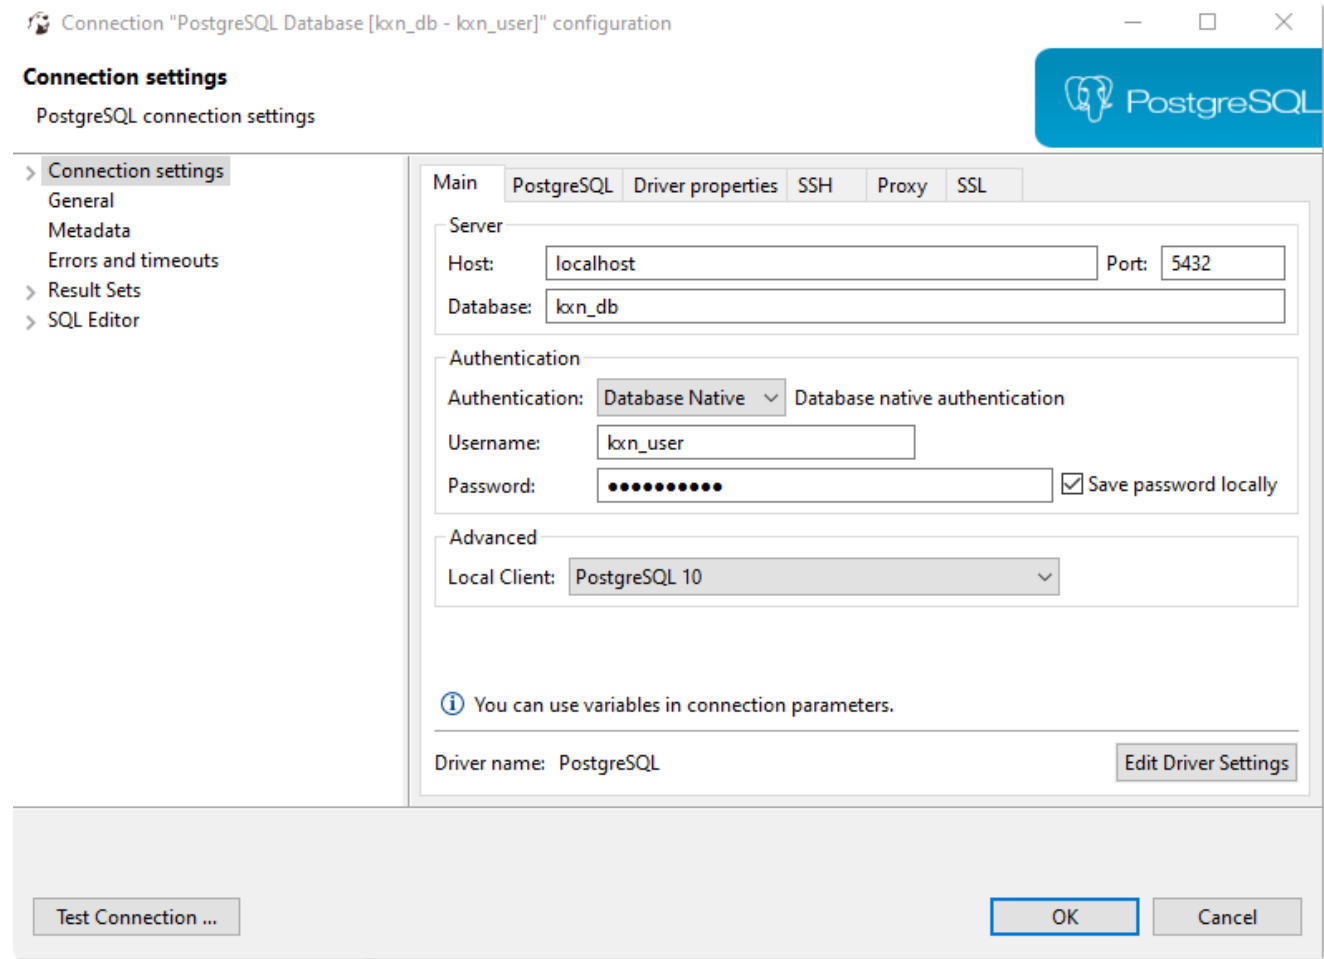 Connection "PostgreSQL Database [kxn_db - kxn_user]" configuration
Connection settings
PostgreSQL connection settings
PostgreSQL
Connection settings
General
Metadata
Errors and timeouts
Result Sets
SQL Editor
Main PostgreSQL Driver properties SSH Proxy SSL
Server
Host: localhost Port: 5432
Database: kxn_db
Authentication
Authentication: Database Native Database native authentication
Username: kxn_user
Password: ●●●●●●●●●● Save password locally
Advanced
Local Client: PostgreSQL 10
You can use variables in connection parameters.
Driver name: PostgreSQL Edit Driver Settings
Test Connection ... OK Cancel